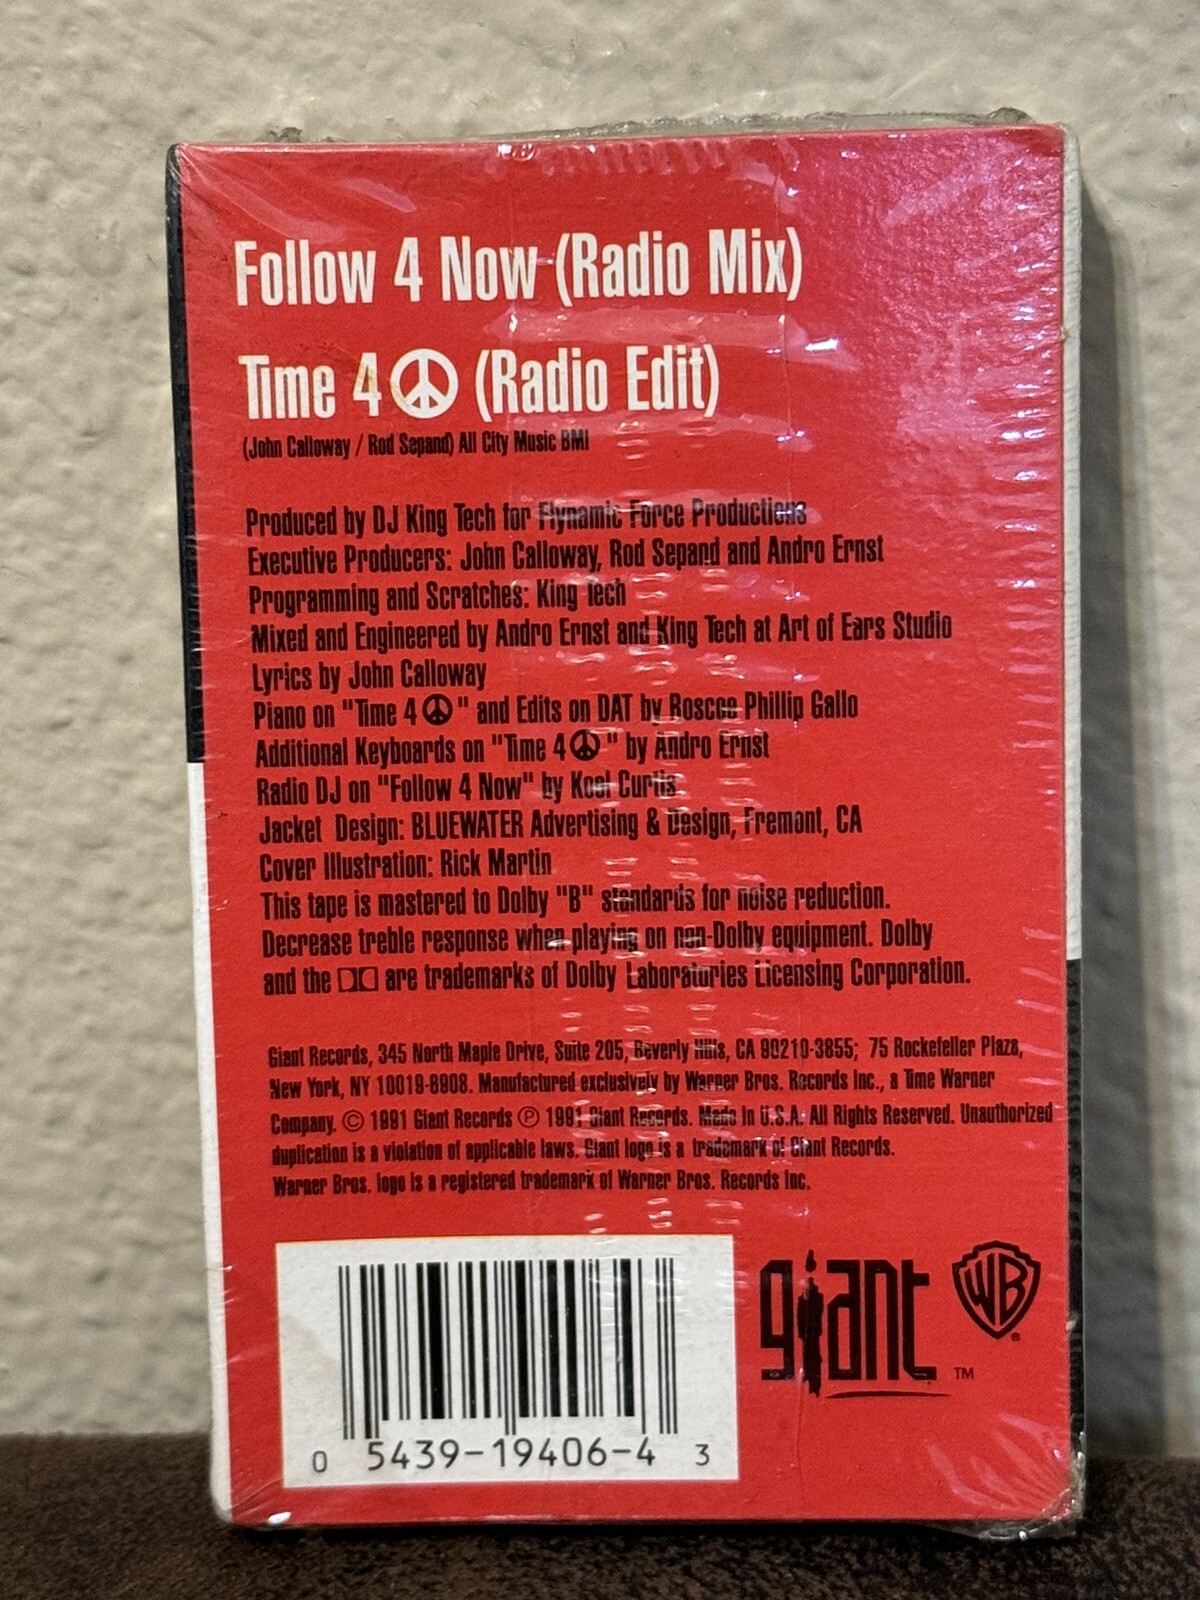 Follow 4 Now (Radio Mix)
Time 4 ☮ (Radio Edit)
(John Calloway / Rod Sepand) All City Music BMI
Produced by DJ King Tech for Flynamic Force Productions
Executive Producers: John Calloway, Rod Sepand and Andro Ernst
Programming and Scratches: King Tech
Mixed and Engineered by Andro Ernst and King Tech at Art of Ears Studio
Lyrics by John Calloway
Piano on "Time 4 ☮ " and Edits on DAT by Roscoe Phillip Gallo
Additional Keyboards on "Time 4 ☮ " by Andro Ernst
Radio DJ on "Follow 4 Now" by Kool Curtis
Jacket Design: BLUEWATER Advertising & Design, Fremont, CA
Cover Illustration: Rick Martin
This tape is mastered to Dolby "B" standards for noise reduction.
Decrease treble response when playing on non-Dolby equipment. Dolby
and the are trademarks of Dolby Laboratories Licensing Corporation.
Giant Records, 345 North Maple Drive, Suite 205, Beverly Hills, CA 90210-3855; 75 Rockefeller Plaza,
New York, NY 10019-6908. Manufactured exclusively by Warner Bros. Records Inc., a Time Warner
Company. © 1991 Giant Records ℗ 1991 Giant Records. Made In U.S.A. All Rights Reserved. Unauthorized
duplication is a violation of applicable laws. Giant logo is a trademark of Giant Records.
Warner Bros. logo is a registered trademark of Warner Bros. Records Inc.
giant ™
WB ®
0 5439-19406-4 3